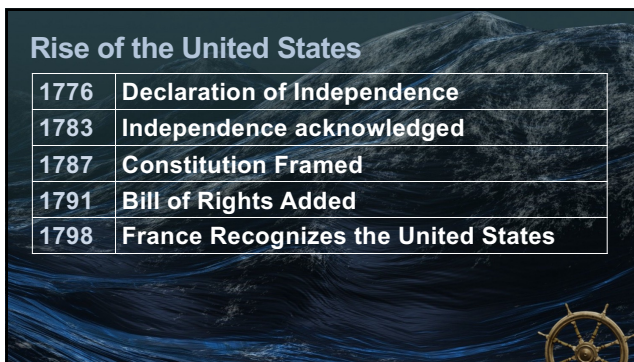 Rise of the United States
1776 Declaration of Independence
1783 Independence acknowledged
1787 Constitution Framed
1791 Bill of Rights Added
1798 France Recognizes the United States